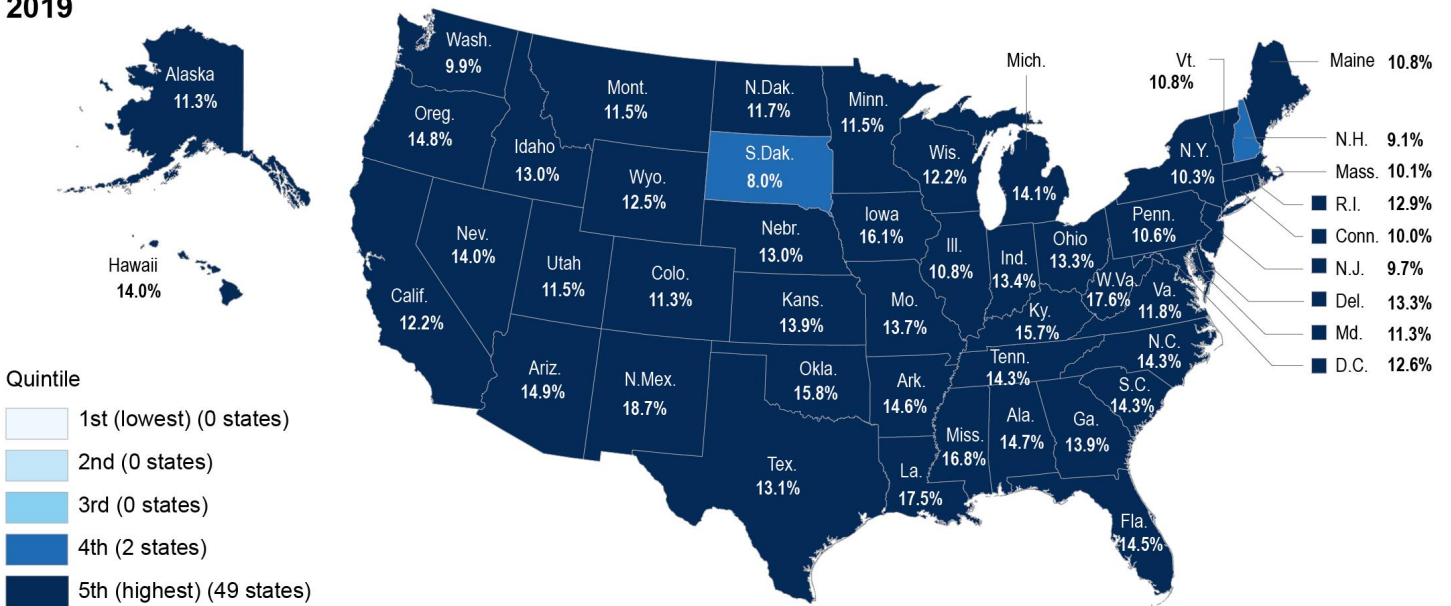 2019
Alaska
11.3%
Hawaii
14.0%
Wash.
9.9%
Oreg.
14.8%
Idaho
13.0%
Mont.
11.5%
N.Dak.
11.7%
Minn.
11.5%
S.Dak.
8.0%
Wyo.
12.5%
Wis.
12.2%
Mich.
14.1%
Iowa
16.1%
Nebr.
13.0%
Nev.
14.0%
Utah
11.5%
Colo.
11.3%
Calif.
12.2%
Kans.
13.9%
Mo.
13.7%
Ill.
10.8%
Ind.
13.4%
Ohio
13.3%
Penn.
10.6%
N.Y.
10.3%
W.Va.
17.6%
Va.
11.8%
Ky.
15.7%
N.C.
14.3%
Tenn.
14.3%
S.C.
14.3%
Ariz.
14.9%
N.Mex.
18.7%
Okla.
15.8%
Ark.
14.6%
Tex.
13.1%
La.
17.5%
Miss.
16.8%
Ala.
14.7%
Ga.
13.9%
Fla.
14.5%
Vt.
10.8%
Maine 10.8%
N.H. 9.1%
Mass. 10.1%
R.I. 12.9%
Conn. 10.0%
N.J. 9.7%
Del. 13.3%
Md. 11.3%
D.C. 12.6%
Quintile
1st (lowest) (0 states)
2nd (0 states)
3rd (0 states)
4th (2 states)
5th (highest) (49 states)